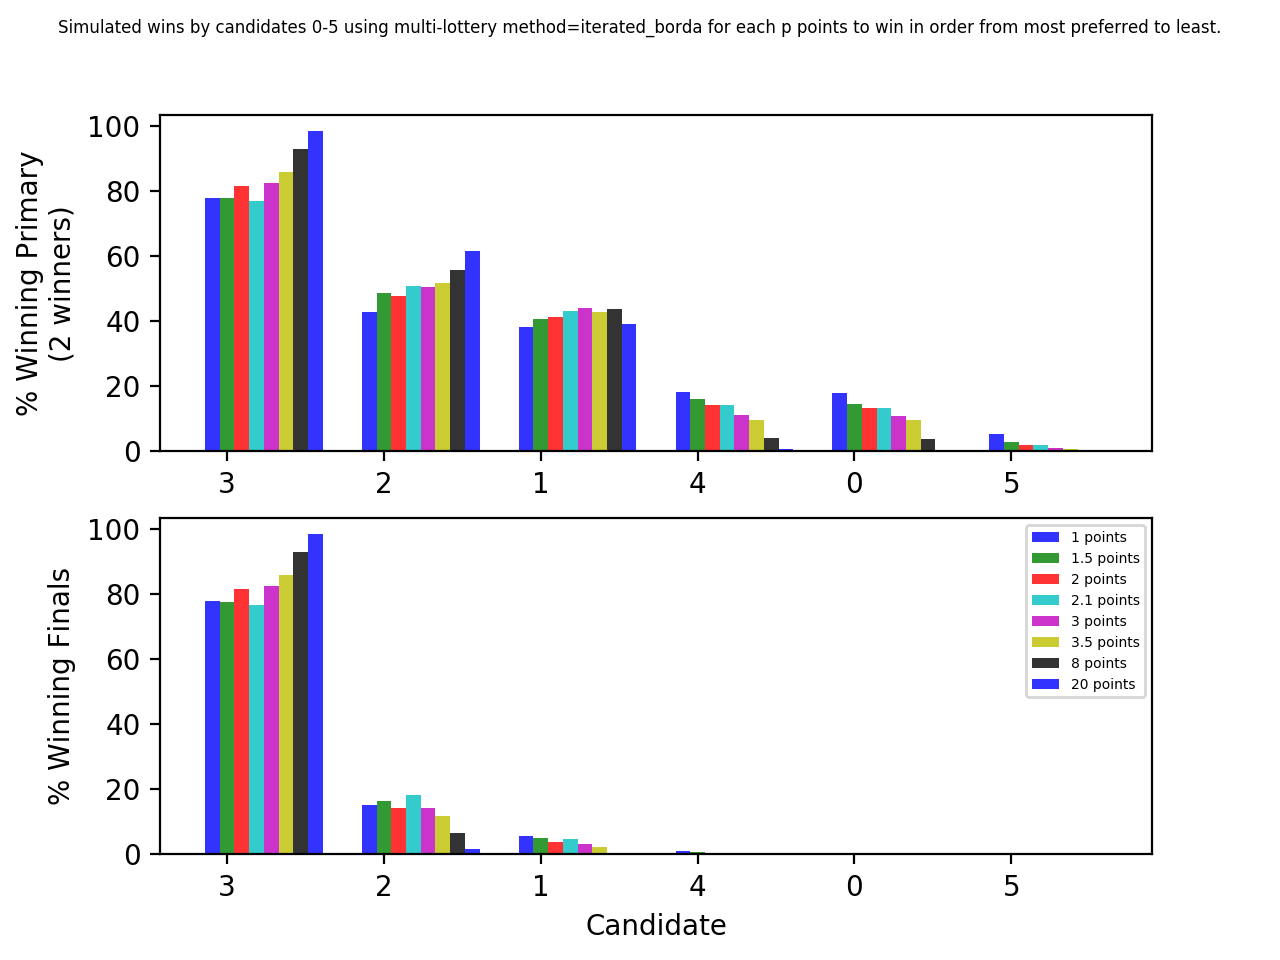 Simulated wins by candidates 0-5 using multi-lottery method=iterated_borda for each p points to win in order from most preferred to least.
% Winning Primary
(2 winners)
100
80
60
40
20
0
3 2 1 4 0 5
% Winning Finals
100
80
60
40
20
0
1 points
1.5 points
2 points
2.1 points
3 points
3.5 points
8 points
20 points
3 2 1 4 0 5
Candidate